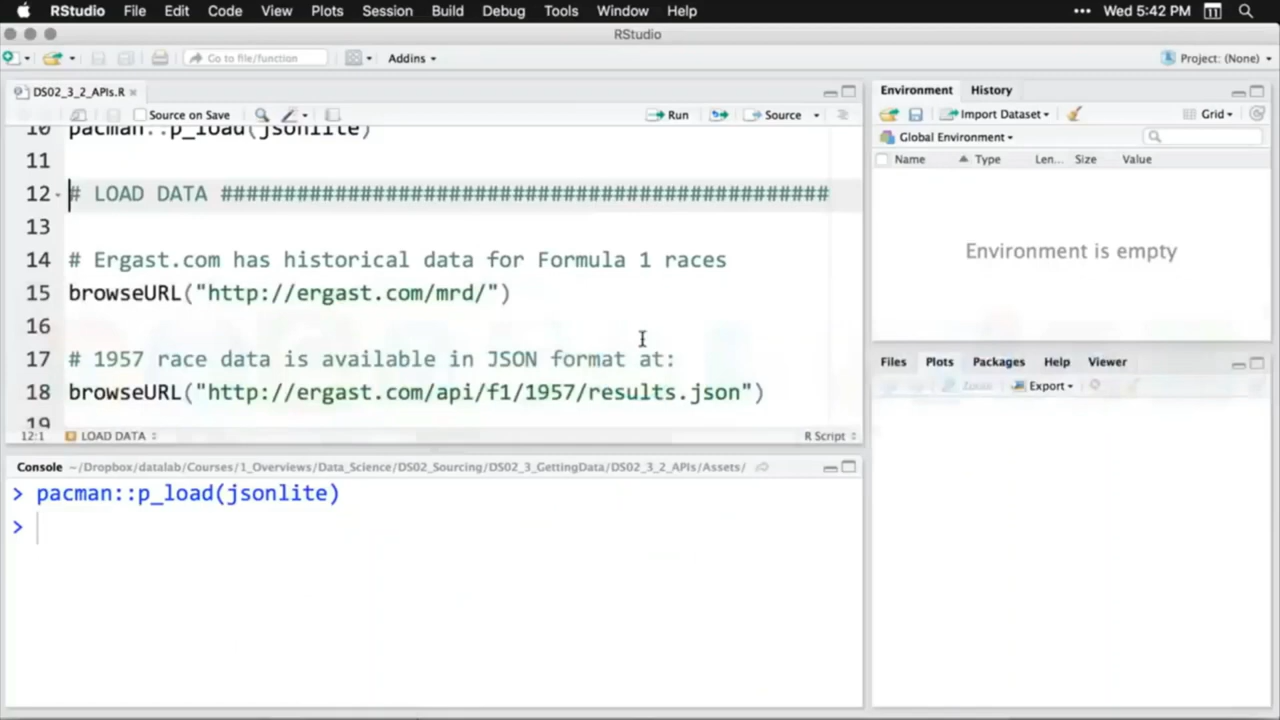 RStudio File Edit Code View Plots Session Build Debug Tools Window Help ••• Wed 5:42 PM 11
RStudio
Go to file/function Addins Project: (None)
DS02_3_2_APIs.R
Source on Save Run Source
10 pacman::p_load(jsonlite)
11
12 # LOAD DATA ################################################
13
14 # Ergast.com has historical data for Formula 1 races
15 browseURL("http://ergast.com/mrd/")
16
17 # 1957 race data is available in JSON format at:
18 browseURL("http://ergast.com/api/f1/1957/results.json")
19
12:1 LOAD DATA R Script
Console ~/Dropbox/datalab/Courses/1_Overviews/Data_Science/DS02_Sourcing/DS02_3_GettingData/DS02_3_2_APIs/Assets/
> pacman::p_load(jsonlite)
>
Environment History
Import Dataset Grid
Global Environment
Name Type Len... Size Value
Environment is empty
Files Plots Packages Help Viewer
Zoom Export